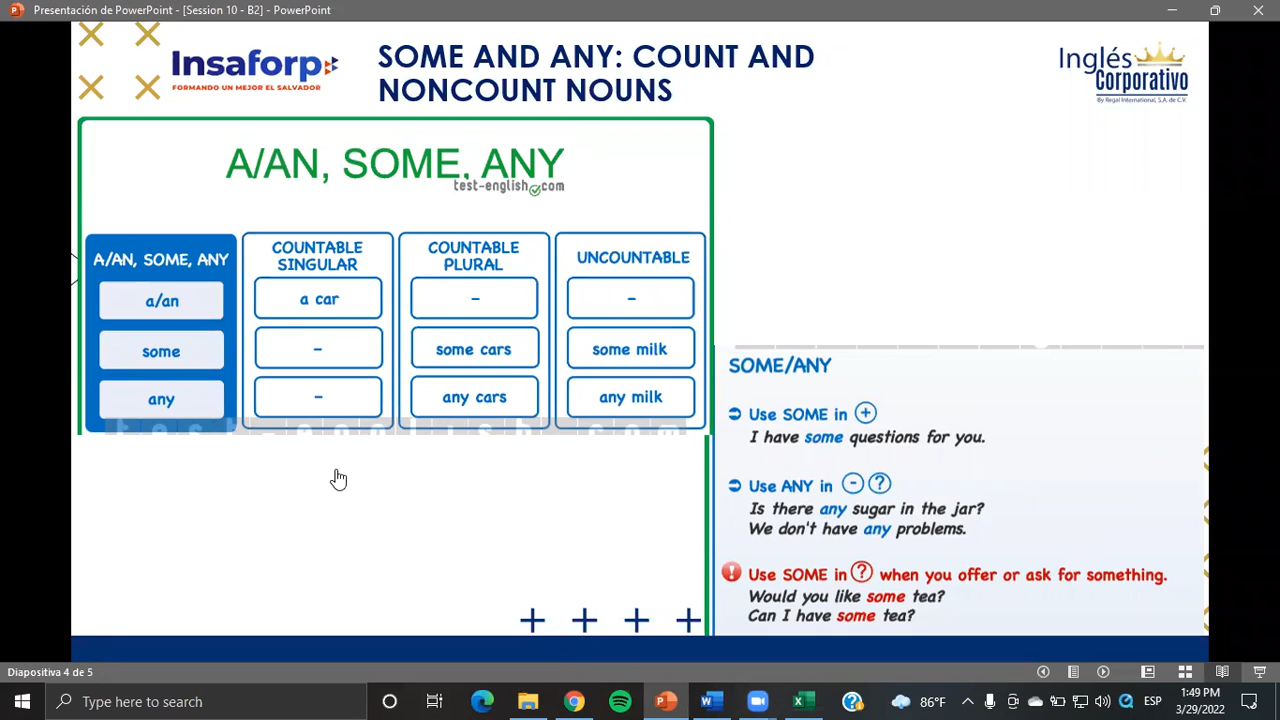 Presentación de PowerPoint - [Session 10 - B2] - PowerPoint
Insaforp
FORMANDO UN MEJOR EL SALVADOR
SOME AND ANY: COUNT AND
NONCOUNT NOUNS
Inglés
Corporativo
By Regal International, S.A. de C.V.
A/AN, SOME, ANY
test-english.com
A/AN, SOME, ANY
COUNTABLE
SINGULAR
COUNTABLE
PLURAL
UNCOUNTABLE
a/an
a car
-
-
some
-
some cars
some milk
any
-
any cars
any milk
test-english.com
SOME/ANY
Use SOME in +
I have some questions for you.
Use ANY in - ?
Is there any sugar in the jar?
We don't have any problems.
! Use SOME in ? when you offer or ask for something.
Would you like some tea?
Can I have some tea?
Diapositiva 4 de 5
Type here to search
86°F
ESP
1:49 PM
3/29/2022